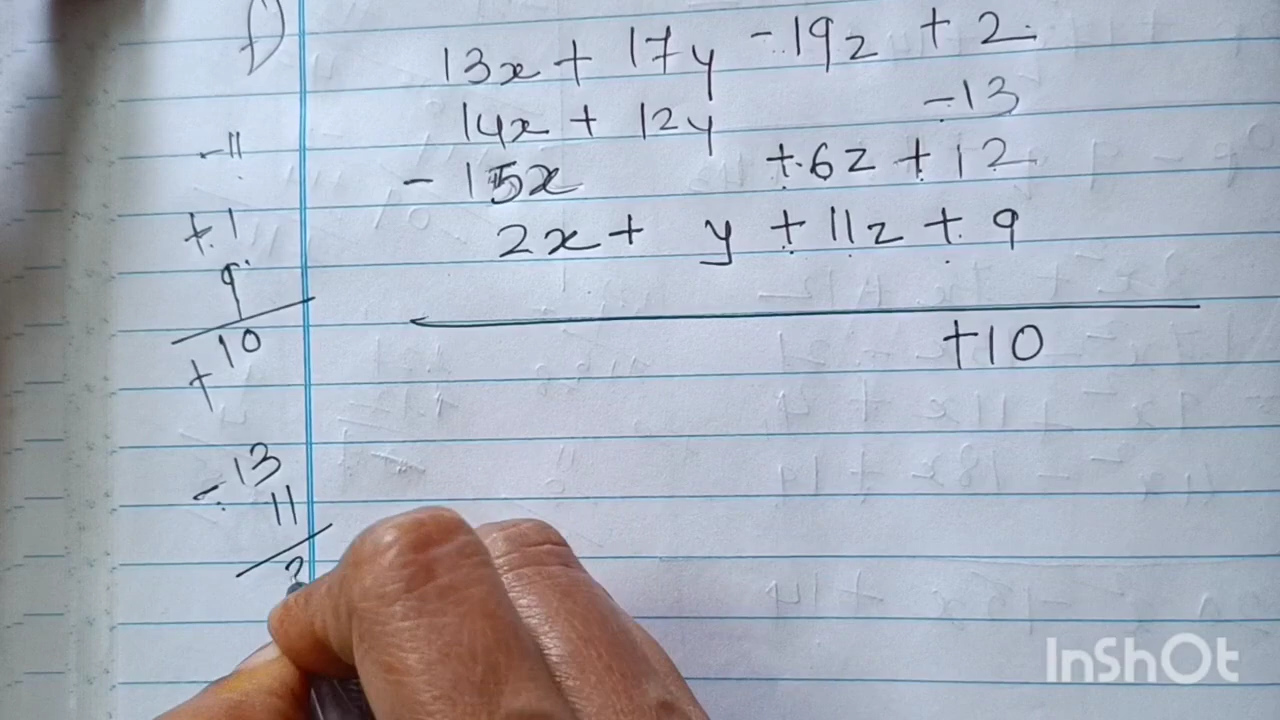 f)
13x + 17y - 19z + 2
14x + 12y - 13
- 15x + 6z + 12
2x + y + 11z + 9
+10
- 11
+ 1
9
+ 10
- 13
11
2
InShOt